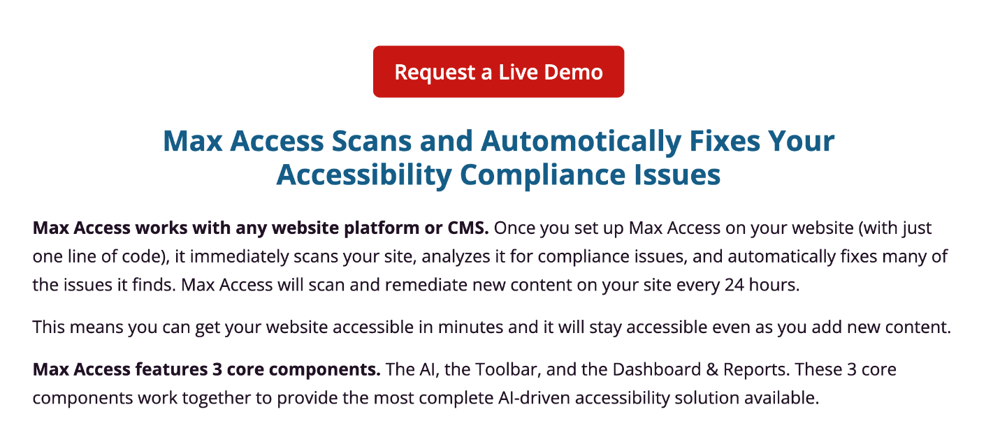 Request a Live Demo
Max Access Scans and Automotically Fixes Your
Accessibility Compliance Issues
Max Access works with any website platform or CMS. Once you set up Max Access on your website (with just
one line of code), it immediately scans your site, analyzes it for compliance issues, and automatically fixes many of
the issues it finds. Max Access will scan and remediate new content on your site every 24 hours.
This means you can get your website accessible in minutes and it will stay accessible even as you add new content.
Max Access features 3 core components. The AI, the Toolbar, and the Dashboard & Reports. These 3 core
components work together to provide the most complete AI-driven accessibility solution available.